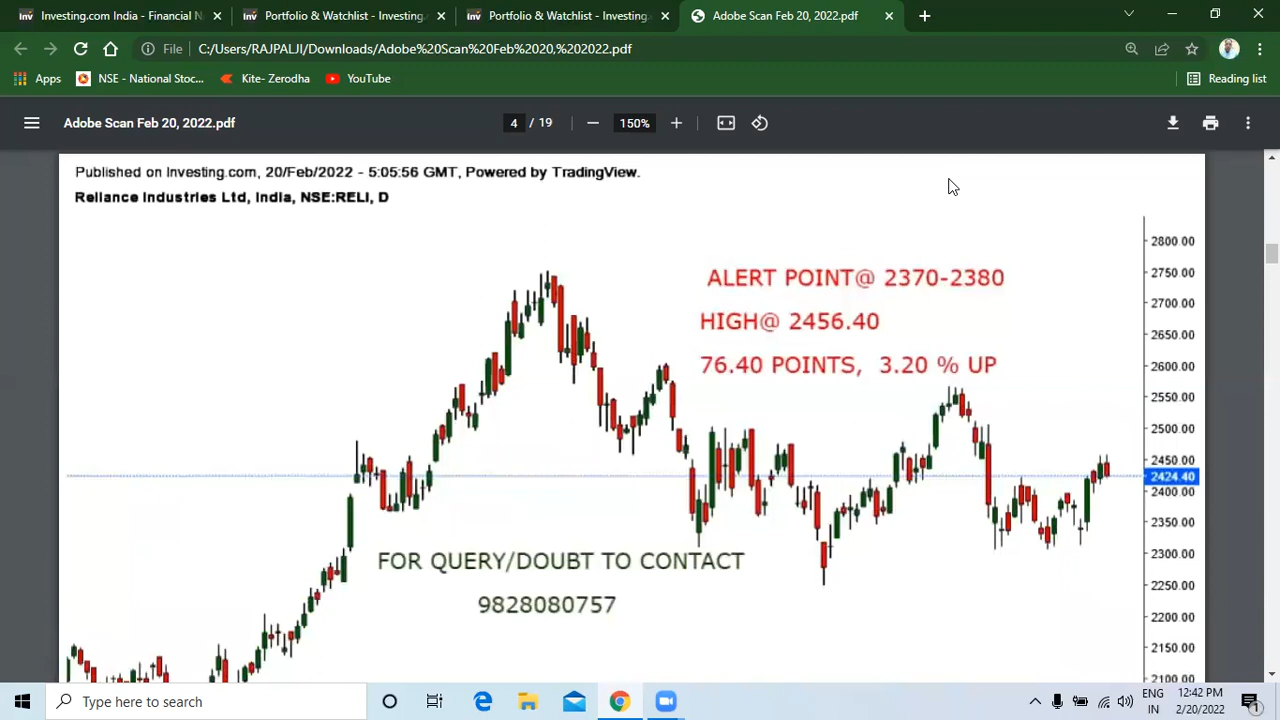 Investing.com India - Financial N
Portfolio & Watchlist - Investing.
Portfolio & Watchlist - Investing.
Adobe Scan Feb 20, 2022.pdf
File
C:/Users/RAJPALJI/Downloads/Adobe%20Scan%20Feb%2020,%202022.pdf
Apps
NSE - National Stoc...
Kite- Zerodha
YouTube
Reading list
Adobe Scan Feb 20, 2022.pdf
4 / 19
150%
Published on Investing.com, 20/Feb/2022 - 5:05:56 GMT, Powered by TradingView.
Reliance Industries Ltd, India, NSE:RELI, D
ALERT POINT@ 2370-2380
HIGH@ 2456.40
76.40 POINTS, 3.20 % UP
2800.00
2750.00
2700.00
2650.00
2600.00
2550.00
2500.00
2450.00
2424.40
2400.00
2350.00
2300.00
2250.00
2200.00
2150.00
2100.00
FOR QUERY/DOUBT TO CONTACT
9828080757
Type here to search
ENG
IN
12:42 PM
2/20/2022
1